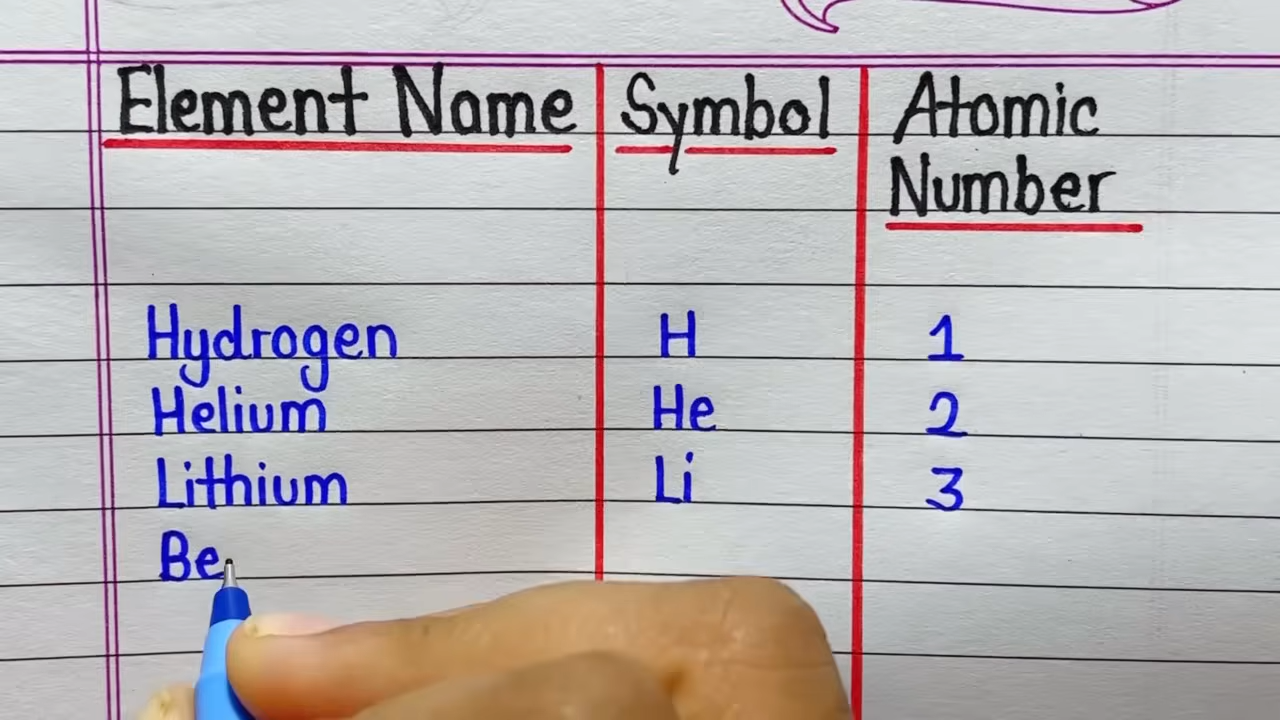 Element Name Symbol Atomic
Number
Hydrogen H 1
Helium He 2
Lithium Li 3
Be